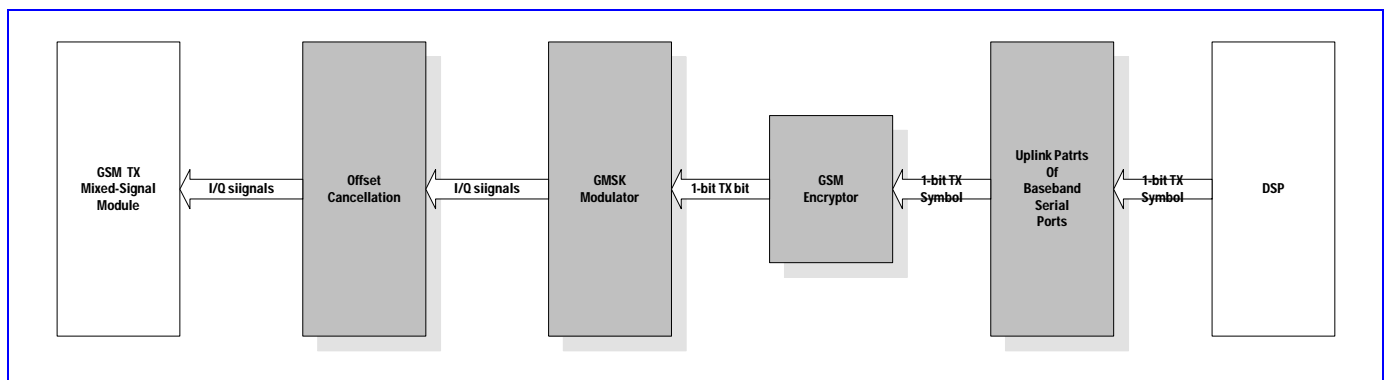 GSM TX
Mixed-Signal
Module
I/Q siignals
Offset
Cancellation
I/Q siignals
GMSK
Modulator
1-bit TX bit
GSM
Encryptor
1-bit TX
Symbol
Uplink Patrts
Of
Baseband
Serial
Ports
1-bit TX
Symbol
DSP